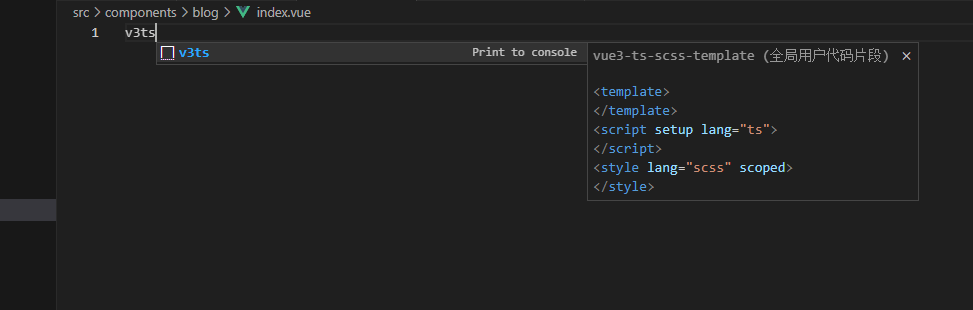 src > components > blog > index.vue
1 v3ts
v3ts Print to console
vue3-ts-scss-template (全局用户代码片段) ×
<template>
</template>
<script setup lang="ts">
</script>
<style lang="scss" scoped>
</style>